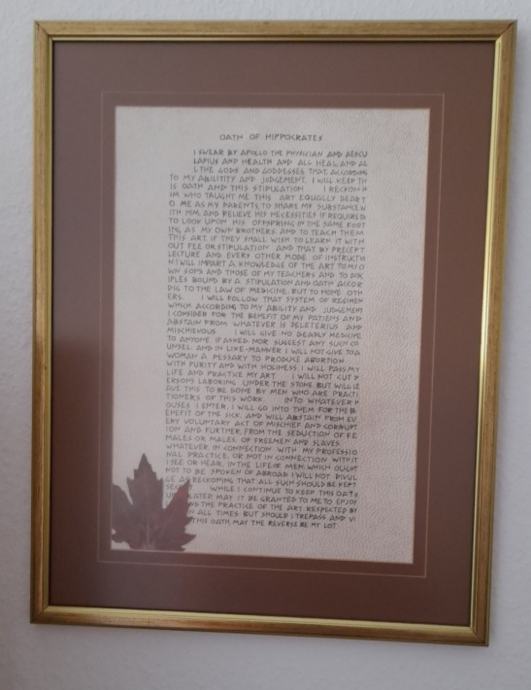 OATH OF HIPPOCRATES
I SWEAR BY APOLLO THE PHYSICIAN AND AESCU
LAPIUS AND HEALTH AND ALL HEAL AND AL
L THE GODS AND GODDESSES THAT ACCORDING
TO MY ABILITITY AND JUDGEMENT, I WILL KEEP TH
IS OATH AND THIS STIPULATION I RECKON H
IM WHO TAUGHT ME THIS ART EQUALLY DEAR T
O ME AS MY PARENTS, TO SHARE MY SUBSTANCE W
ITH HIM, AND RELIEVE HIS NECESSITIES IF REQUIRED
TO LOOK UPON HIS OFFSPRING IN THE SAME FOOT
ING, AS MY OWN BROTHERS AND TO TEACH THEM
THIS ART, IF THEY SHALL WISH TO LEARN IT WITH
OUT FEE OR STIPULATION AND THAT BY PRECEPT
LECTURE AND EVERY OTHER MODE OF INSTRUCTI
N I WILL IMPART A KNOWLEDGE OF THE ART TO MY O
WN SONS AND THOSE OF MY TEACHERS AND TO DISC
IPLES BOUND BY A STIPULATION AND OATH ACCOR
DIG TO THE LAW OF MEDICINE, BUT TO NONE OTH
ERS. I WILL FOLLOW THAT SYSTEM OF REGIMEN
WHICH ACCORDING TO MY ABILITY AND JUDGEMENT
I CONSIDER FOR THE BENEFIT OF MY PATIENS AND
ABSTAIN FROM WHATEVER IS DELETERIUS AND
MISCHIEVOUS I WILL GIVE NO DEADLY MEDICINE
TO ANYONE IF ASKED NOR SUGGEST ANY SUCH CO
UNSEL AND IN LIKE-MANNER I WILL NOT GIVE TO A
WOMAN A PESSARY TO PRODUCE ABORTION.
WITH PURITY AND WITH HOLINESS I WILL PASS MY
LIFE AND PRACTICE MY ART I WILL NOT CUT P
ERSONS LABORING UNDER THE STONE BUT WILL LE
AVE THIS TO BE SOME BY MEN WHO ARE PRACTI
TIONERS OF THIS WORK. INTO WHATEVER H
OUSES I ENTER, I WILL GO INTO THEM FOR THE B
ENEFIT OF THE SICK AND WILL ABSTAIN FROM EV
ERY VOLUNTARY ACT OF MISCHIEF AND CORRUPT
ION AND FURTHER, FROM THE SEDUCTION OF FE
MALES OR MALES, OF FREEMEN AND SLAVES.
WHATEVER IN CONNECTION WITH MY PROFESSIO
NAL PRACTICE, OR NOT IN CONNECTION WITH IT
I SEE OR HEAR, IN THE LIFE OF MEN WHICH OUGHT
NOT TO BE SPOKEN OF ABROAD I WILL NOT DIVUL
GE AS RECKONING THAT ALL SUCH SHOULD BE KEPT
WHILE I CONTINUE TO KEEP THIS OATH
MAY IT BE GRANTED TO ME TO ENJOY
THE PRACTICE OF THE ART RESPECTED BY
ALL TIMES BUT SHOULD I TREPASS AND VI
THIS OATH, MAY THE REVERSE BE MY LOT